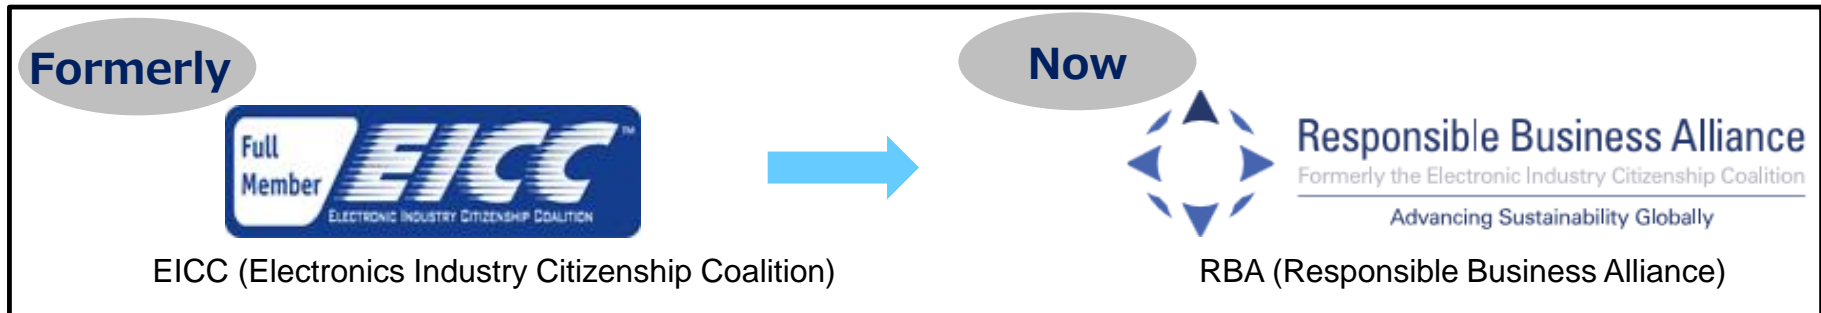 Formerly
Full
Member
EICC™
ELECTRONIC INDUSTRY CITIZENSHIP COALITION
EICC (Electronics Industry Citizenship Coalition)
Now
Responsible Business Alliance
Formerly the Electronic Industry Citizenship Coalition
Advancing Sustainability Globally
RBA (Responsible Business Alliance)